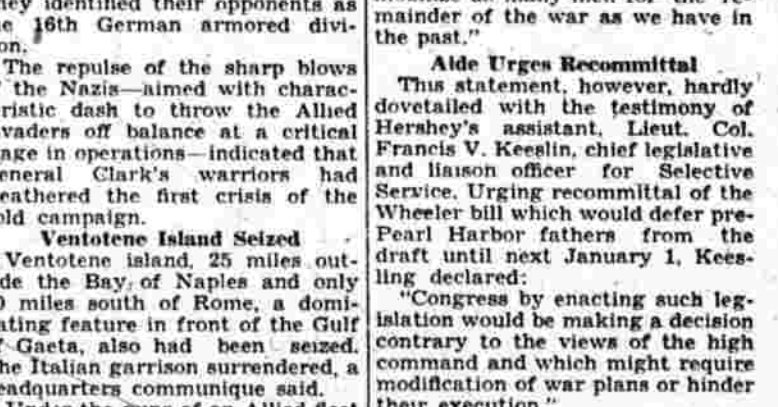 ey identified their opponents as
e 16th German armored divi-
on.
The repulse of the sharp blows
the Nazis—aimed with charac-
ristic dash to throw the Allied
vaders off balance at a critical
age in operations—indicated that
eneral Clark's warriors had
eathered the first crisis of the
old campaign.
Ventotene Island Seized
Ventotene island, 25 miles out-
de the Bay of Naples and only
0 miles south of Rome, a domi-
ating feature in front of the Gulf
f Gaeta, also had been seized.
he Italian garrison surrendered, a
eadquarters communique said.
mainder of the war as we have in
the past."
Aide Urges Recommittal
This statement, however, hardly
dovetailed with the testimony of
Hershey's assistant, Lieut. Col.
Francis V. Keeslin, chief legislative
and liaison officer for Selective
Service. Urging recommittal of the
Wheeler bill which would defer pre-
Pearl Harbor fathers from the
draft until next January 1, Kees-
ling declared:
"Congress by enacting such leg-
islation would be making a decision
contrary to the views of the high
command and which might require
modification of war plans or hinder
their execution."